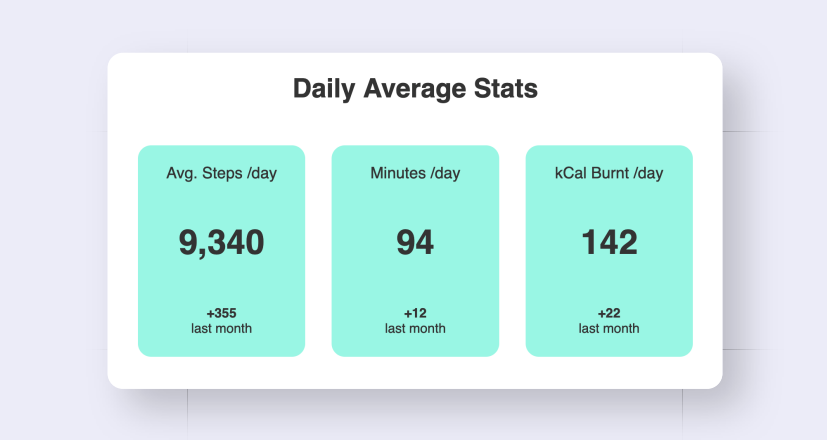 Daily Average Stats
Avg. Steps /day
9,340
+355
last month
Minutes /day
94
+12
last month
kCal Burnt /day
142
+22
last month